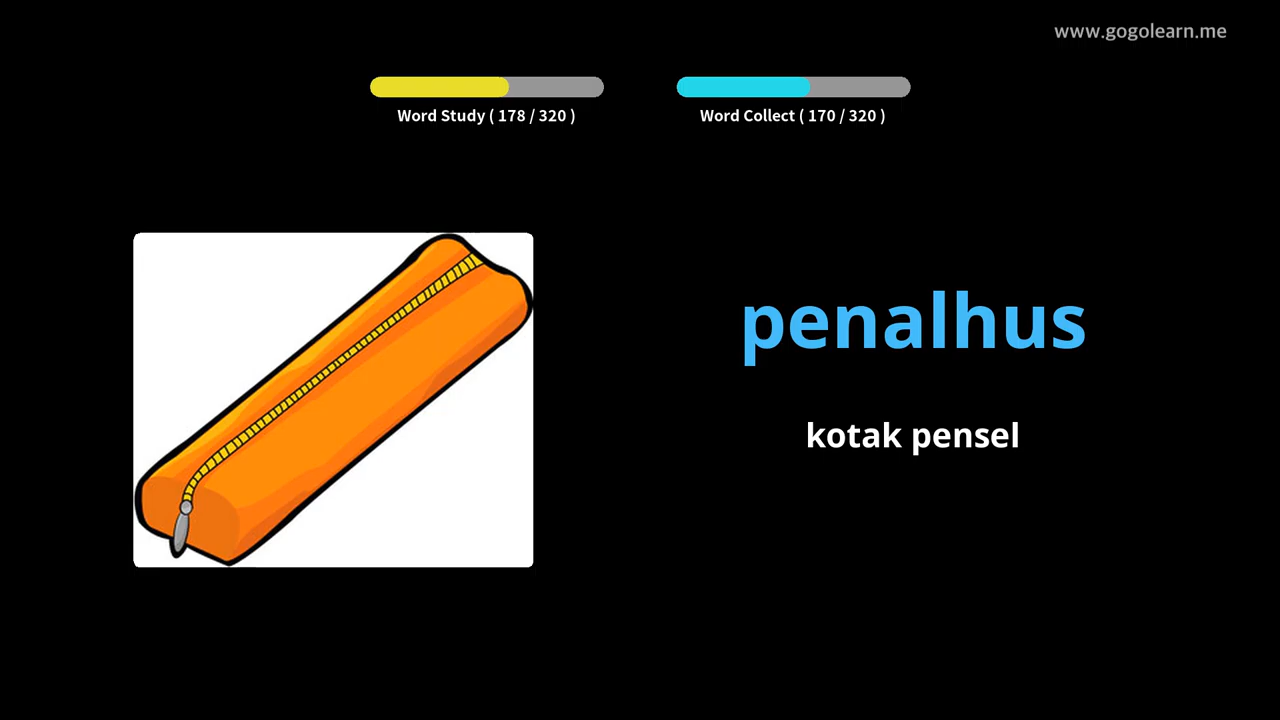 www.gogolearn.me
Word Study ( 178 / 320 )
Word Collect ( 170 / 320 )
penalhus
kotak pensel